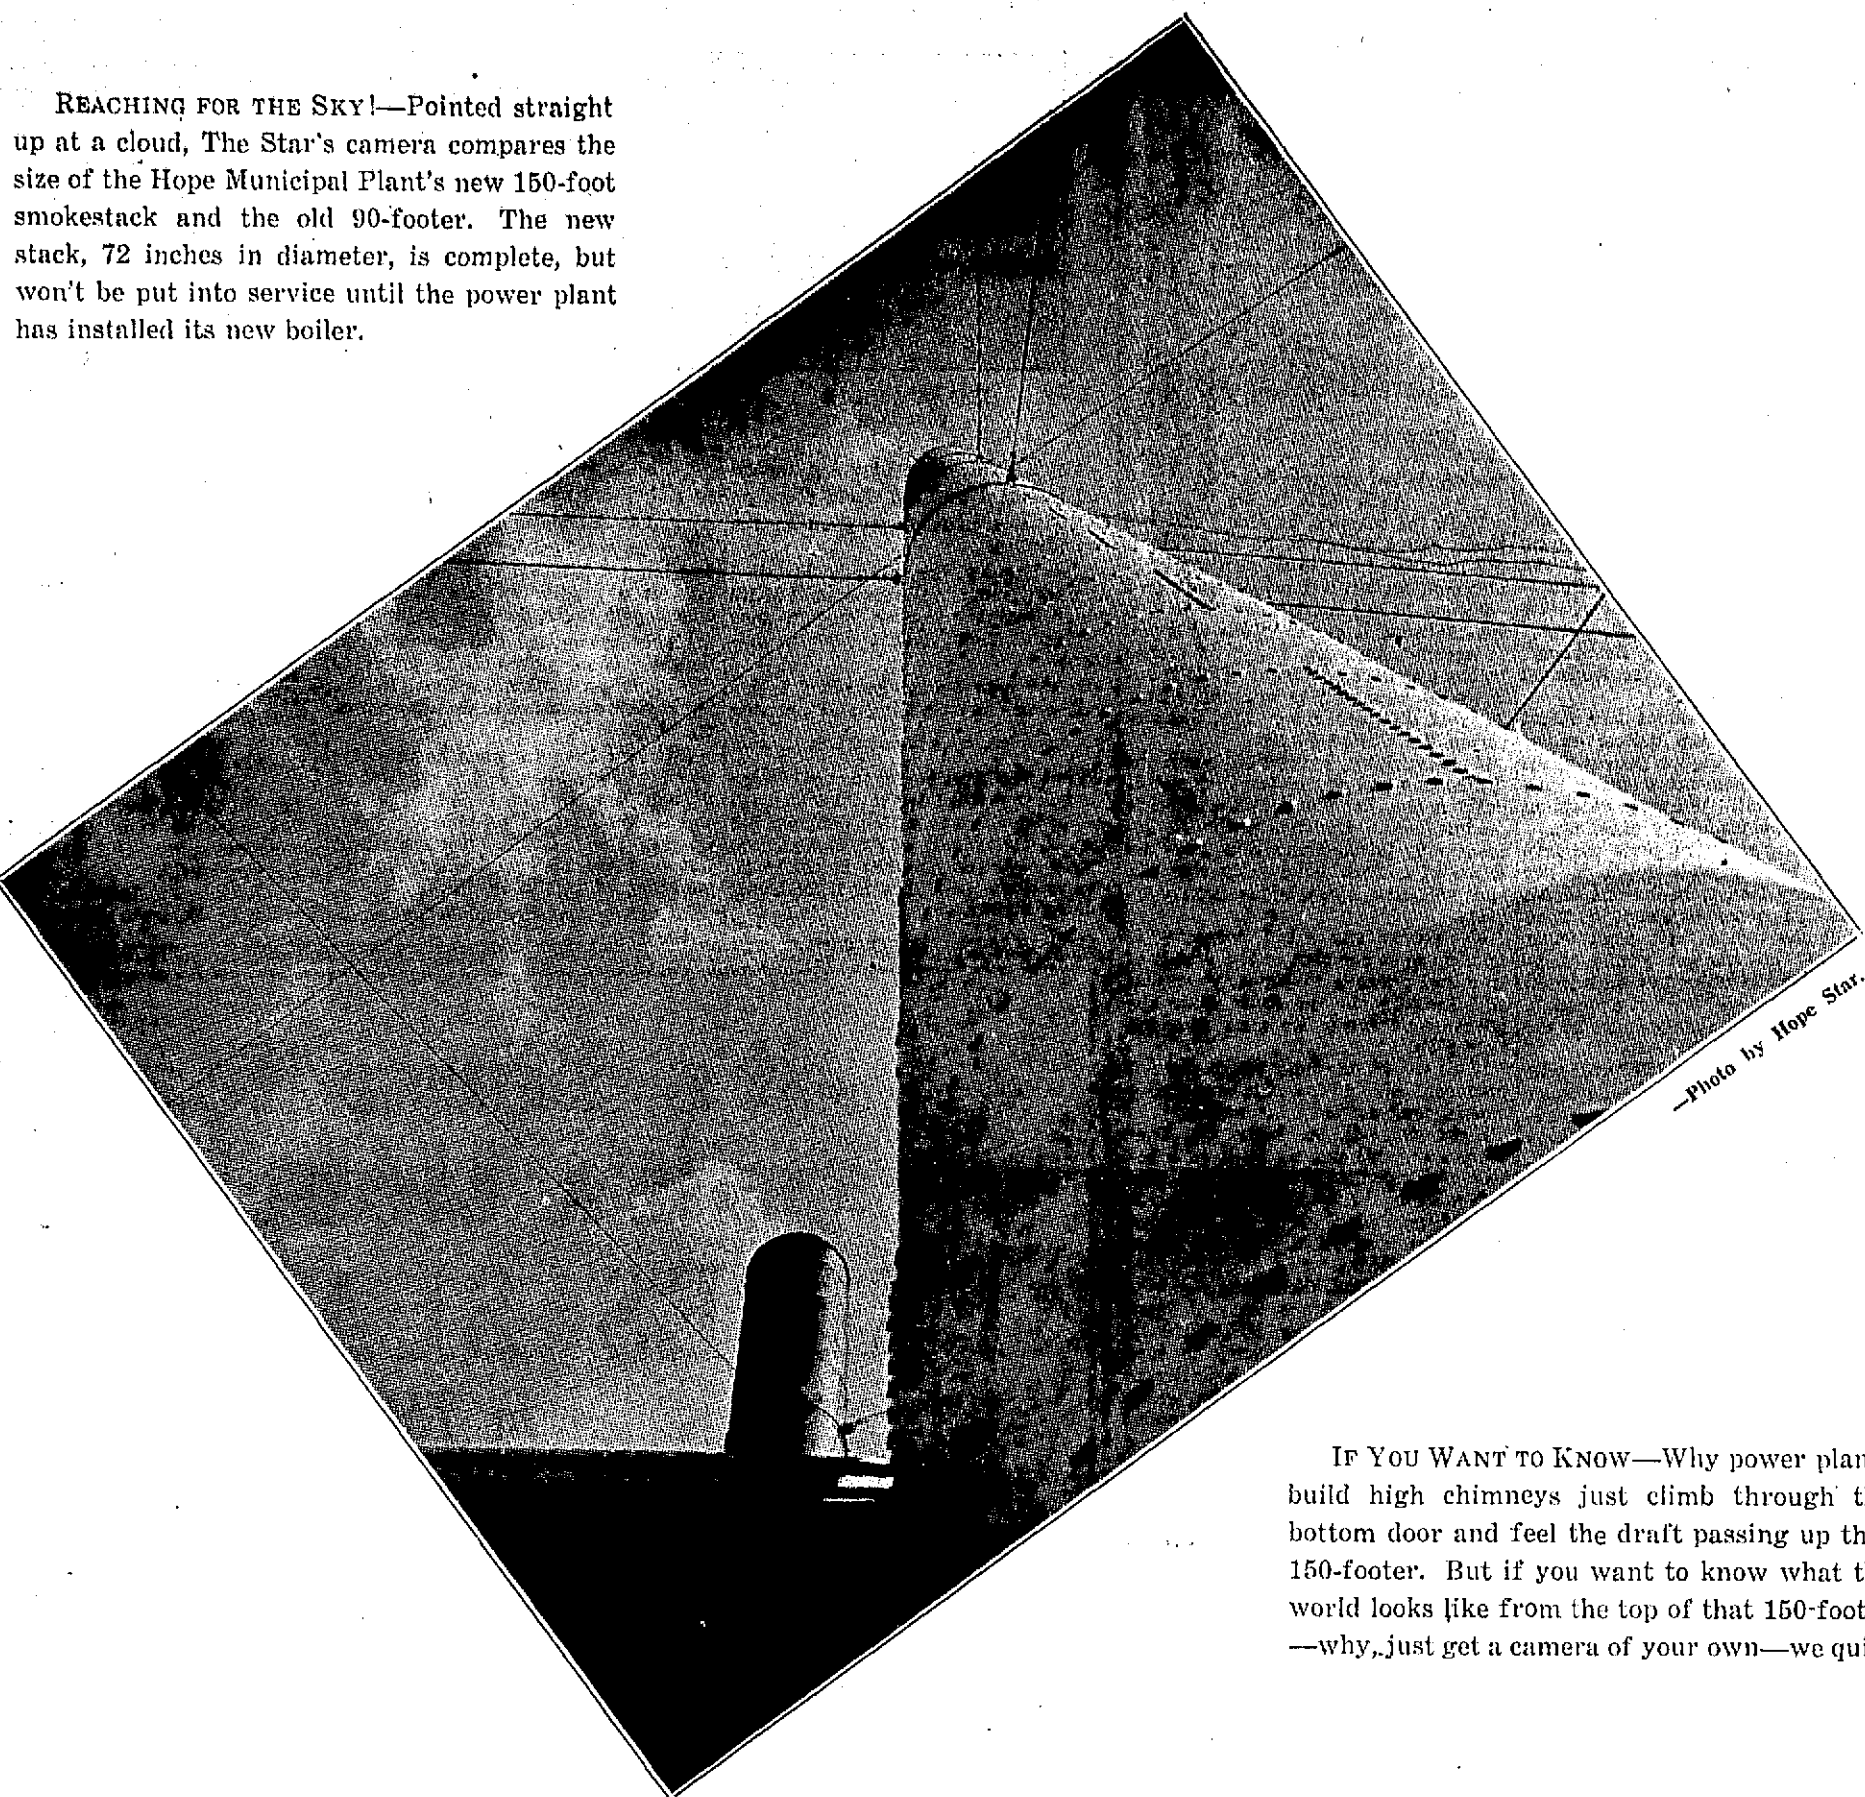 REACHING FOR THE SKY!—Pointed straight
up at a cloud, The Star's camera compares the
size of the Hope Municipal Plant's new 150-foot
smokestack and the old 90-footer. The new
stack, 72 inches in diameter, is complete, but
won't be put into service until the power plant
has installed its new boiler.
—Photo by Hope Star.
IF YOU WANT TO KNOW—Why power plan
build high chimneys just climb through t
bottom door and feel the draft passing up th
150-footer. But if you want to know what t
world looks like from the top of that 150-foot
—why, just get a camera of your own—we qui